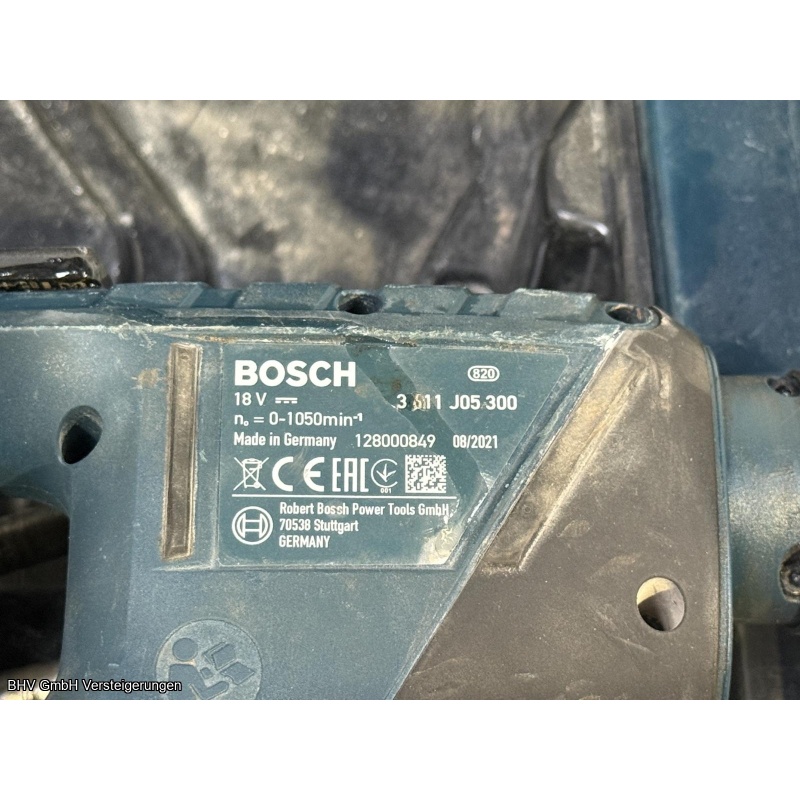 BOSCH 820
18 V 3 611 J05 300
n₀ = 0-1050min⁻¹
Made in Germany 128000849 08/2021
CE EAC 001
Robert Bosch Power Tools GmbH
70538 Stuttgart
GERMANY
BHV GmbH Versteigerungen